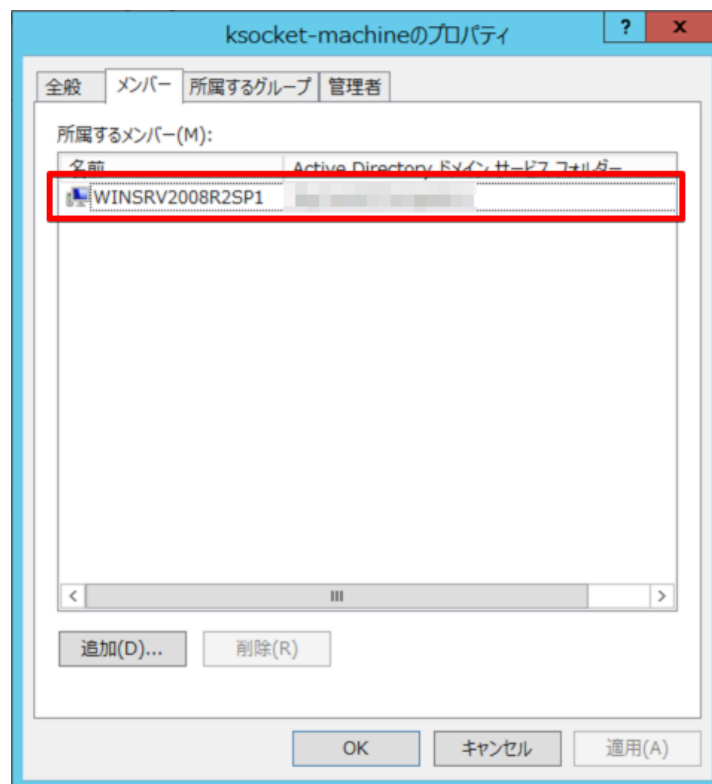 ksocket-machineのプロパティ ? x
全般 メンバー 所属するグループ 管理者
所属するメンバー(M):
名前 Active Directory ドメイン サービス フォルダー
WINSRV2008R2SP1
追加(D)... 削除(R)
OK キャンセル 適用(A)